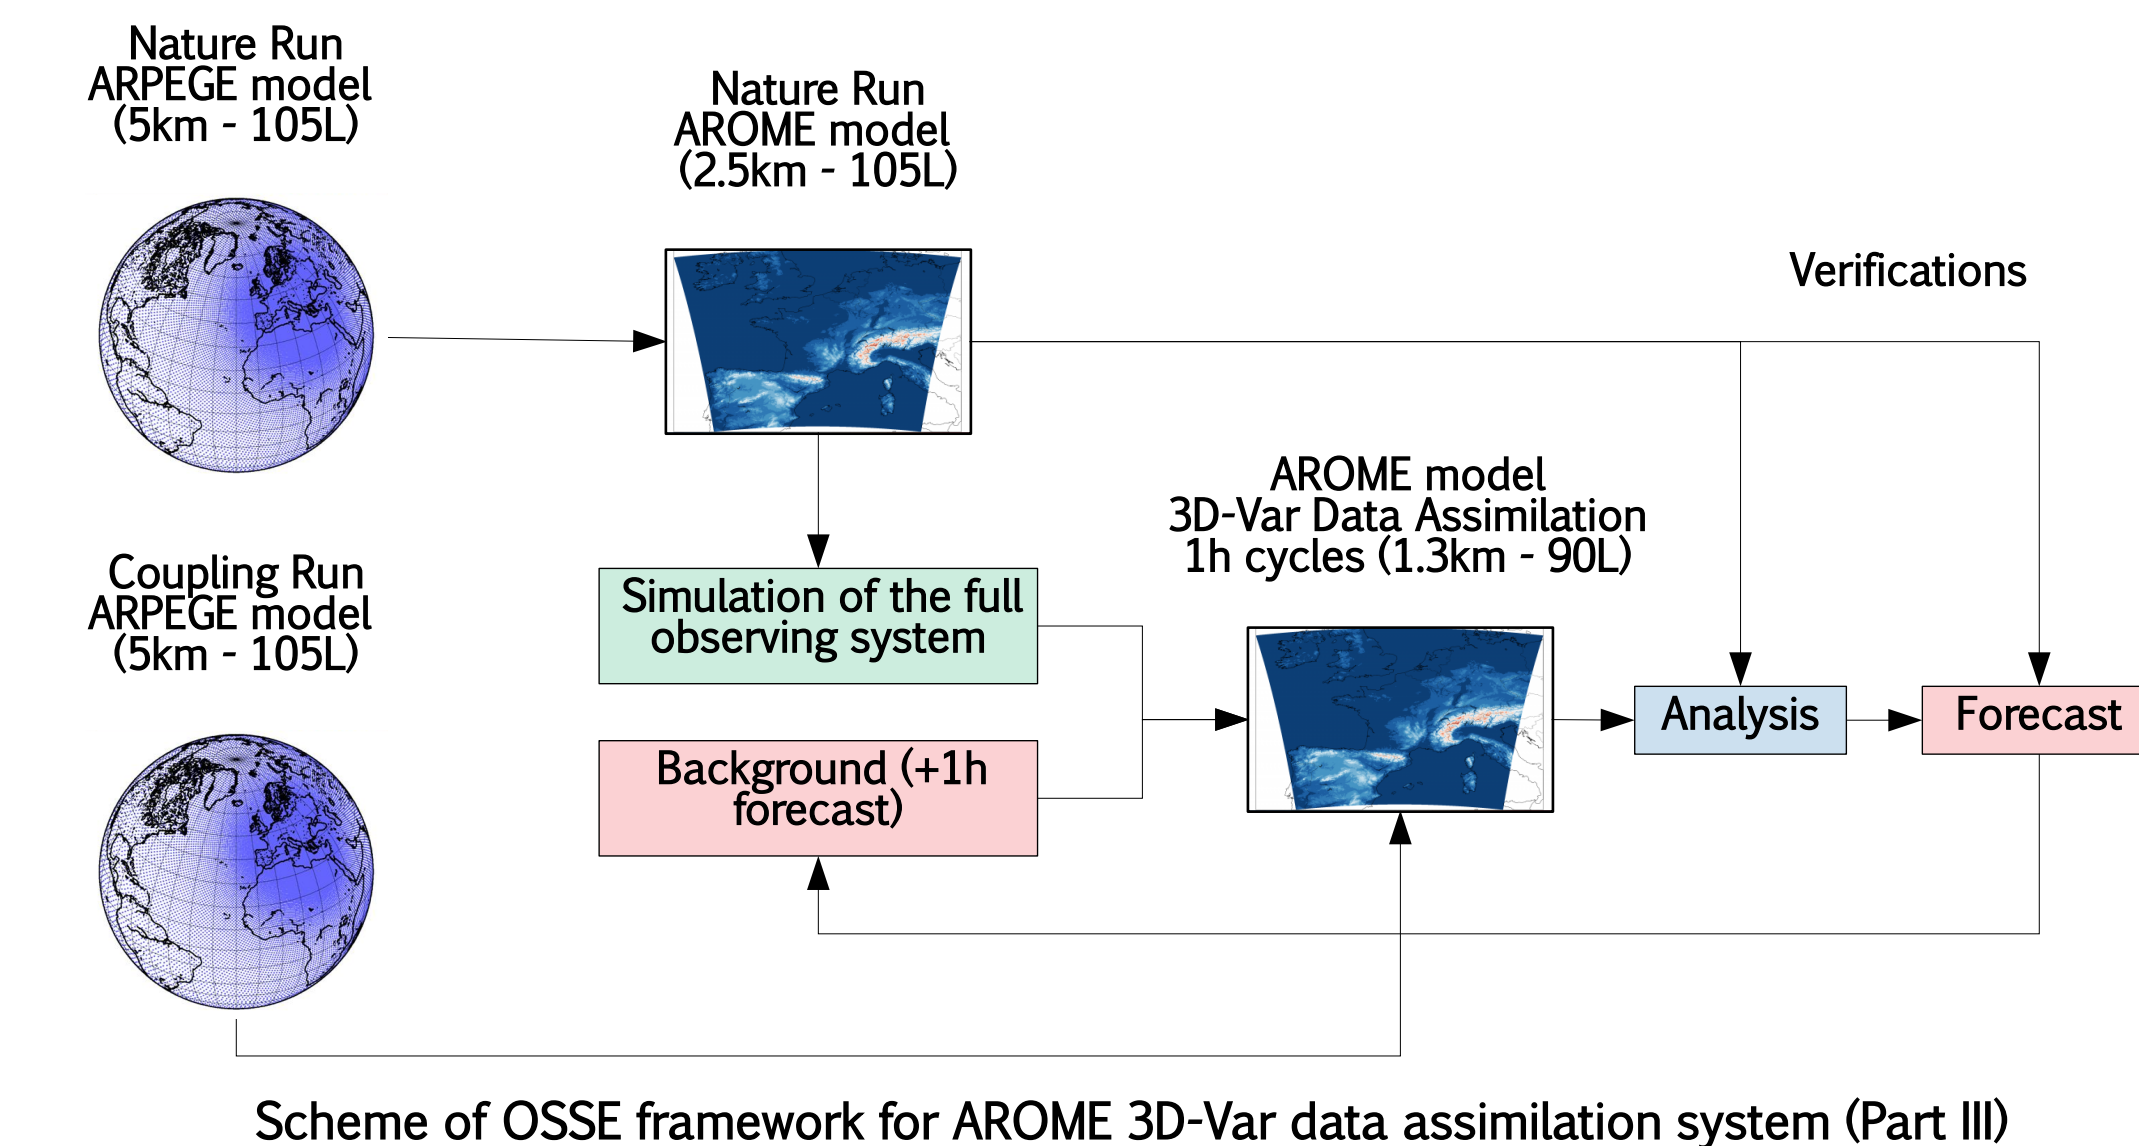 Nature Run
ARPEGE model
(5km - 105L)
Nature Run
AROME model
(2.5km - 105L)
Verifications
AROME model
3D-Var Data Assimilation
1h cycles (1.3km - 90L)
Coupling Run
ARPEGE model
(5km - 105L)
Simulation of the full
observing system
Background (+1h
forecast)
Analysis
Forecast
Scheme of OSSE framework for AROME 3D-Var data assimilation system (Part III)